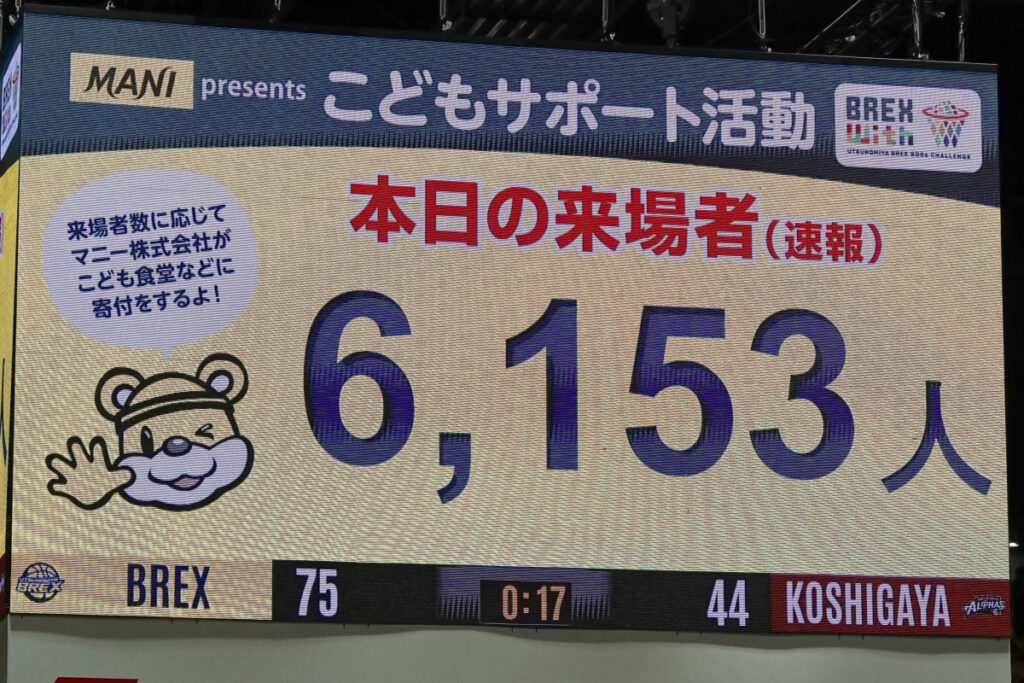 MANI presents こどもサポート活動
BREX
With
UTSUNOMIYA BREX SDGs CHALLENGE
本日の来場者(速報)
来場者数に応じて
マニー株式会社が
こども食堂などに
寄付をするよ!
6,153人
UTSUNOMIYA
BREX
BREX 75 0:17 44 KOSHIGAYA
ALPHAS